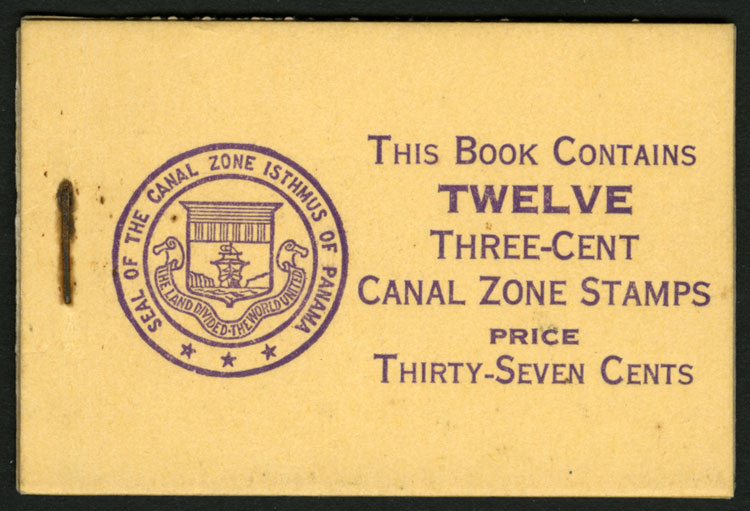 SEAL OF THE CANAL ZONE ISTHMUS OF PANAMA
THE LAND DIVIDED·THE WORLD UNITED
THIS BOOK CONTAINS
TWELVE
THREE-CENT
CANAL ZONE STAMPS
PRICE
THIRTY-SEVEN CENTS